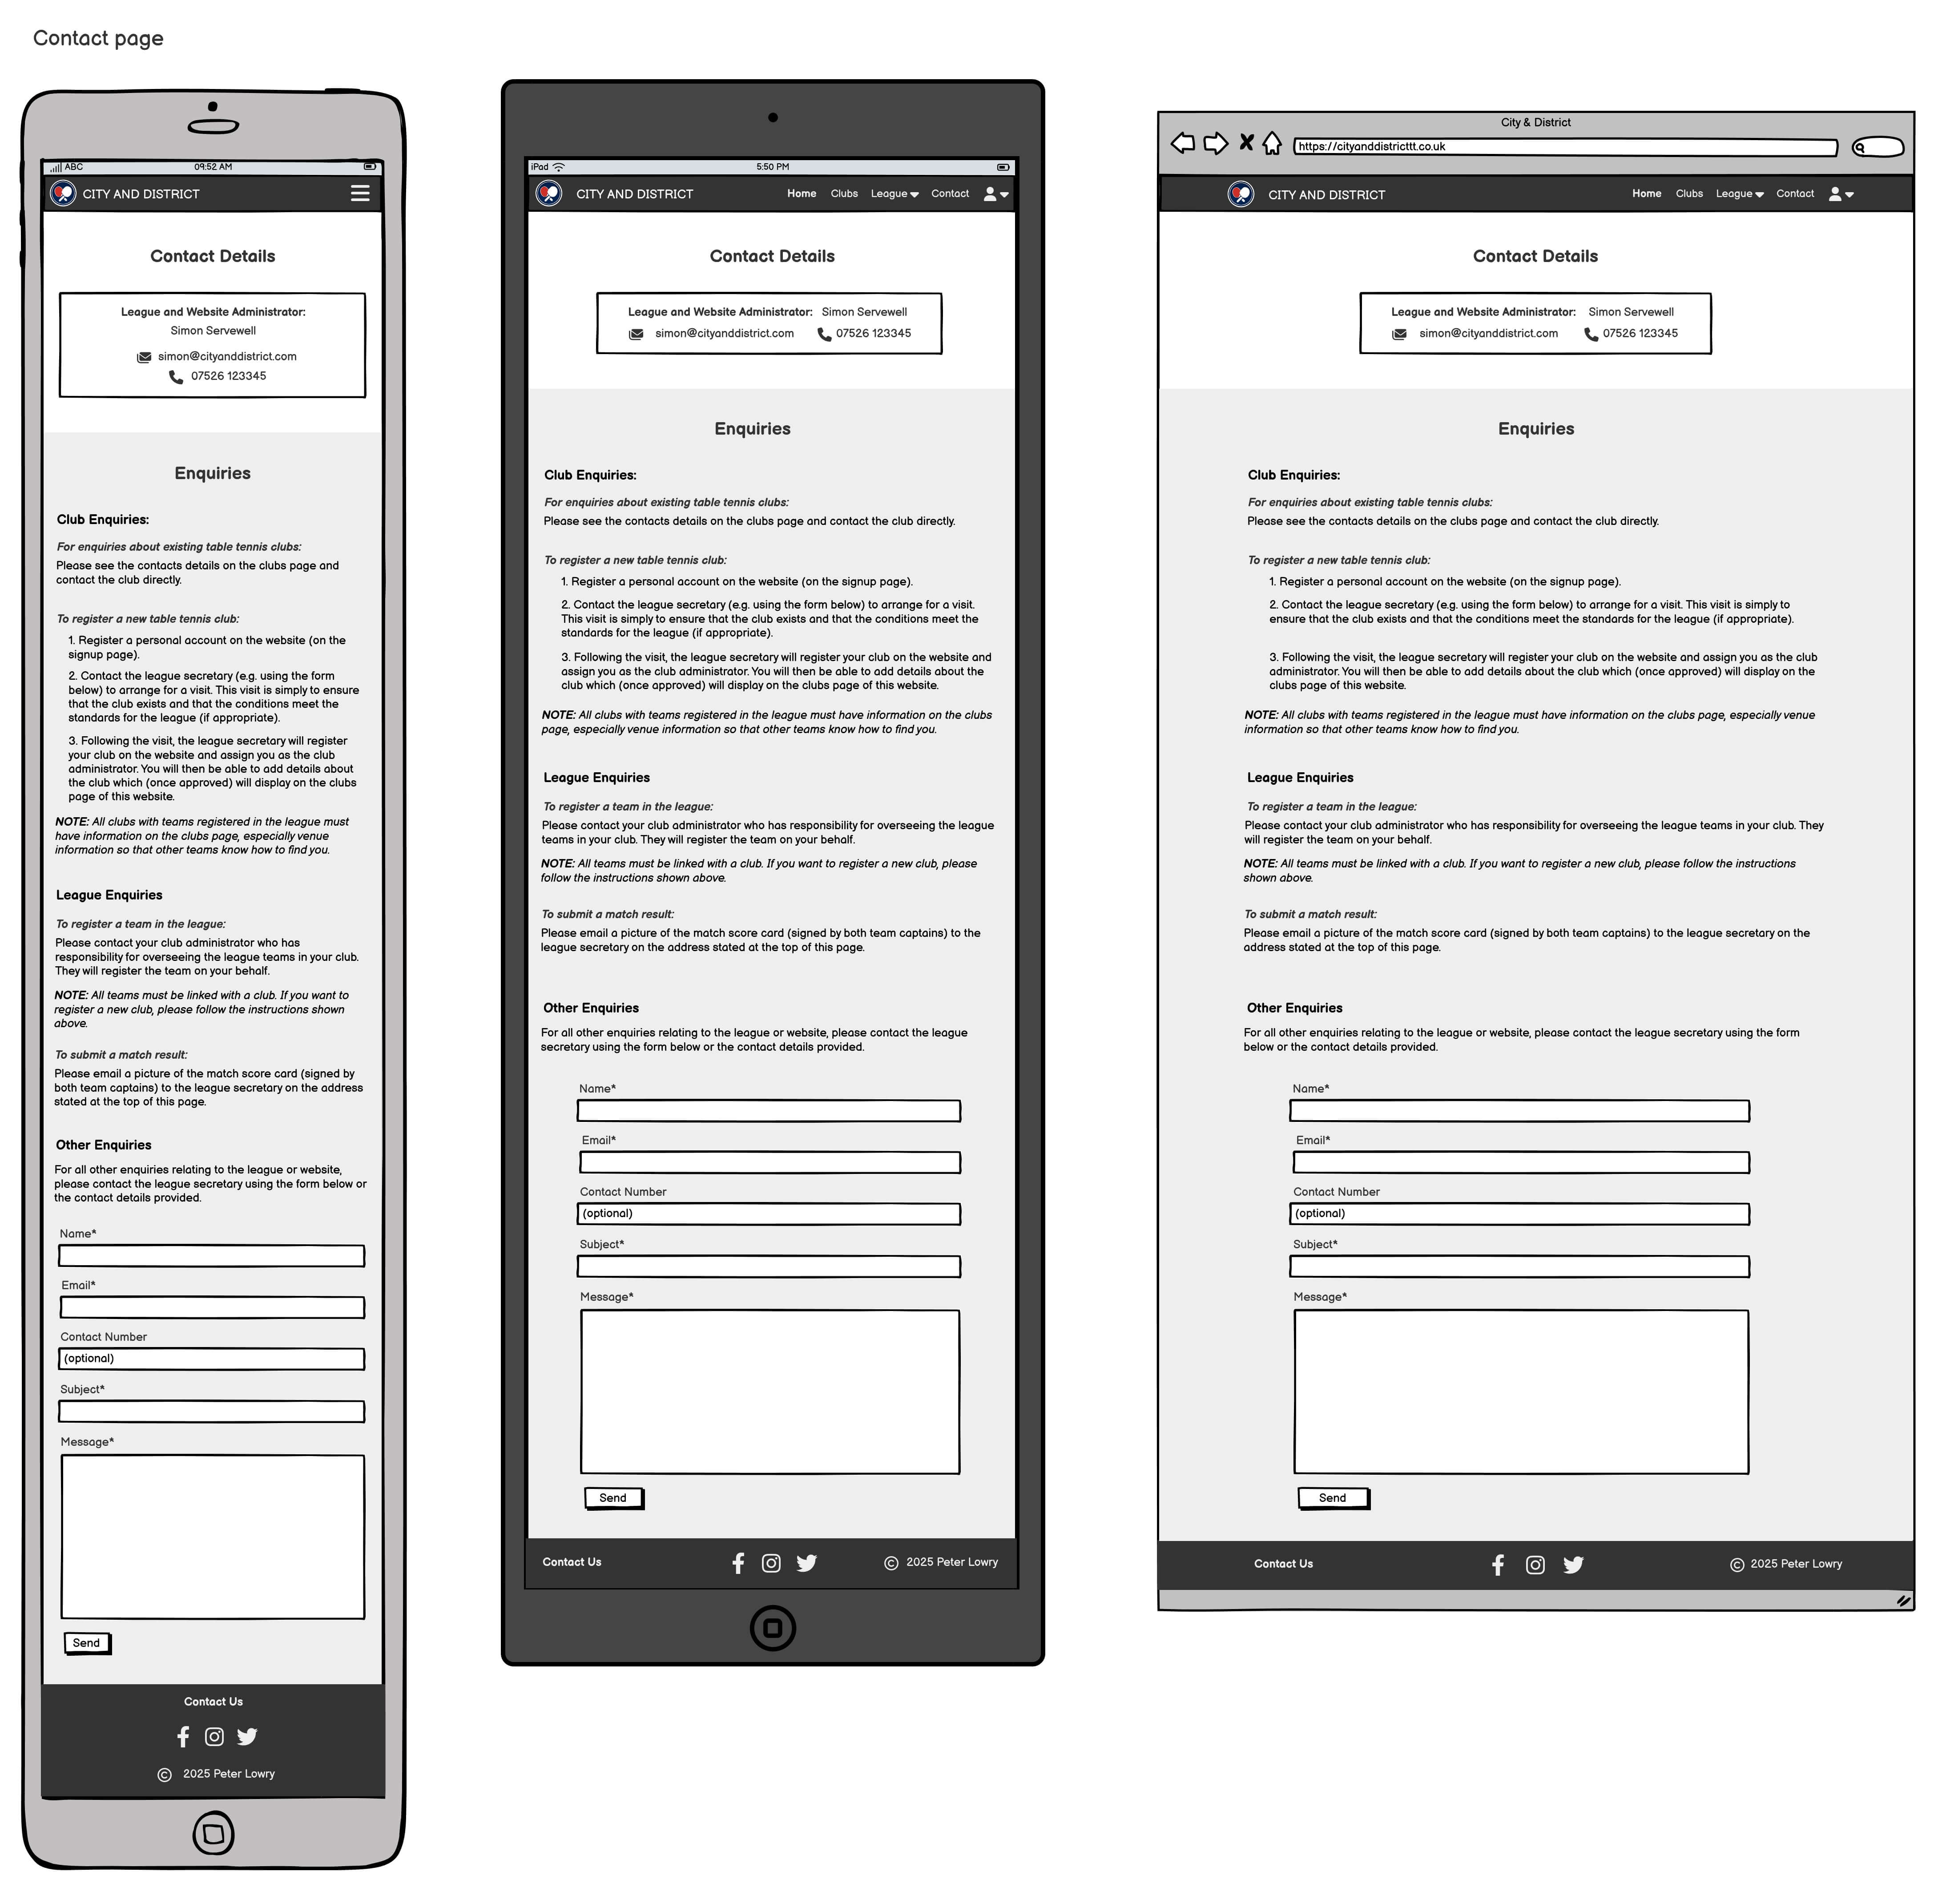 Contact page
ABC
09:52 AM
CITY AND DISTRICT
Contact Details
League and Website Administrator:
Simon Servewell
simon@cityanddistrict.com
07526 123345
Enquiries
Club Enquiries:
For enquiries about existing table tennis clubs:
Please see the contacts details on the clubs page and
contact the club directly.
To register a new table tennis club:
1. Register a personal account on the website (on the
signup page).
2. Contact the league secretary (e.g. using the form
below) to arrange for a visit. This visit is simply to ensure
that the club exists and that the conditions meet the
standards for the league (if appropriate).
3. Following the visit, the league secretary will register
your club on the website and assign you as the club
administrator. You will then be able to add details about
the club which (once approved) will display on the clubs
page of this website.
NOTE: All clubs with teams registered in the league must
have information on the clubs page, especially venue
information so that other teams know how to find you.
League Enquiries
To register a team in the league:
Please contact your club administrator who has
responsibility for overseeing the league teams in your club.
They will register the team on your behalf.
NOTE: All teams must be linked with a club. If you want to
register a new club, please follow the instructions shown
above.
To submit a match result:
Please email a picture of the match score card (signed by
both team captains) to the league secretary on the address
stated at the top of this page.
Other Enquiries
For all other enquiries relating to the league or website,
please contact the league secretary using the form below or
the contact details provided.
Name*
Email*
Contact Number
(optional)
Subject*
Message*
Send
Contact Us
© 2025 Peter Lowry
iPad
5:50 PM
CITY AND DISTRICT Home Clubs League Contact
Contact Details
League and Website Administrator: Simon Servewell
simon@cityanddistrict.com 07526 123345
Enquiries
Club Enquiries:
For enquiries about existing table tennis clubs:
Please see the contacts details on the clubs page and contact the club directly.
To register a new table tennis club:
1. Register a personal account on the website (on the signup page).
2. Contact the league secretary (e.g. using the form below) to arrange for a visit.
This visit is simply to ensure that the club exists and that the conditions meet the
standards for the league (if appropriate).
3. Following the visit, the league secretary will register your club on the website and
assign you as the club administrator. You will then be able to add details about the
club which (once approved) will display on the clubs page of this website.
NOTE: All clubs with teams registered in the league must have information on the clubs
page, especially venue information so that other teams know how to find you.
League Enquiries
To register a team in the league:
Please contact your club administrator who has responsibility for overseeing the league
teams in your club. They will register the team on your behalf.
NOTE: All teams must be linked with a club. If you want to register a new club, please
follow the instructions shown above.
To submit a match result:
Please email a picture of the match score card (signed by both team captains) to the
league secretary on the address stated at the top of this page.
Other Enquiries
For all other enquiries relating to the league or website, please contact the league
secretary using the form below or the contact details provided.
Name*
Email*
Contact Number
(optional)
Subject*
Message*
Send
Contact Us © 2025 Peter Lowry
City & District
https://cityanddistricttt.co.uk
CITY AND DISTRICT Home Clubs League Contact
Contact Details
League and Website Administrator: Simon Servewell
simon@cityanddistrict.com 07526 123345
Enquiries
Club Enquiries:
For enquiries about existing table tennis clubs:
Please see the contacts details on the clubs page and contact the club directly.
To register a new table tennis club:
1. Register a personal account on the website (on the signup page).
2. Contact the league secretary (e.g. using the form below) to arrange for a visit. This visit is simply to
ensure that the club exists and that the conditions meet the standards for the league (if appropriate).
3. Following the visit, the league secretary will register your club on the website and assign you as the club
administrator. You will then be able to add details about the club which (once approved) will display on the
clubs page of this website.
NOTE: All clubs with teams registered in the league must have information on the clubs page, especially venue
information so that other teams know how to find you.
League Enquiries
To register a team in the league:
Please contact your club administrator who has responsibility for overseeing the league teams in your club. They
will register the team on your behalf.
NOTE: All teams must be linked with a club. If you want to register a new club, please follow the instructions
shown above.
To submit a match result:
Please email a picture of the match score card (signed by both team captains) to the league secretary on the
address stated at the top of this page.
Other Enquiries
For all other enquiries relating to the league or website, please contact the league secretary using the form
below or the contact details provided.
Name*
Email*
Contact Number
(optional)
Subject*
Message*
Send
Contact Us © 2025 Peter Lowry